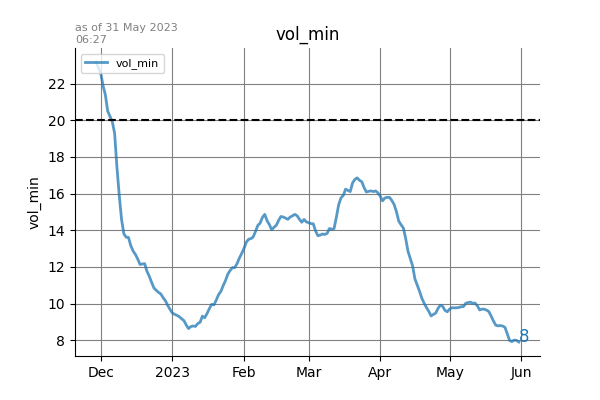 as of 31 May 2023
06:27
vol_min
vol_min
22
20
18
16
14
12
10
8
vol_min
8
Dec
2023
Feb
Mar
Apr
May
Jun